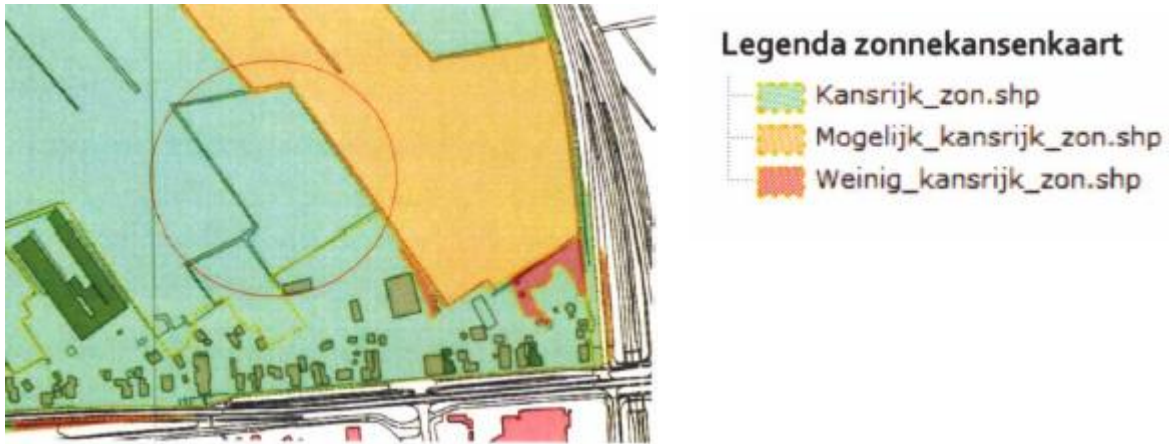 Legenda zonnekansenkaart
Kansrijk_zon.shp
Mogelijk_kansrijk_zon.shp
Weinig_kansrijk_zon.shp